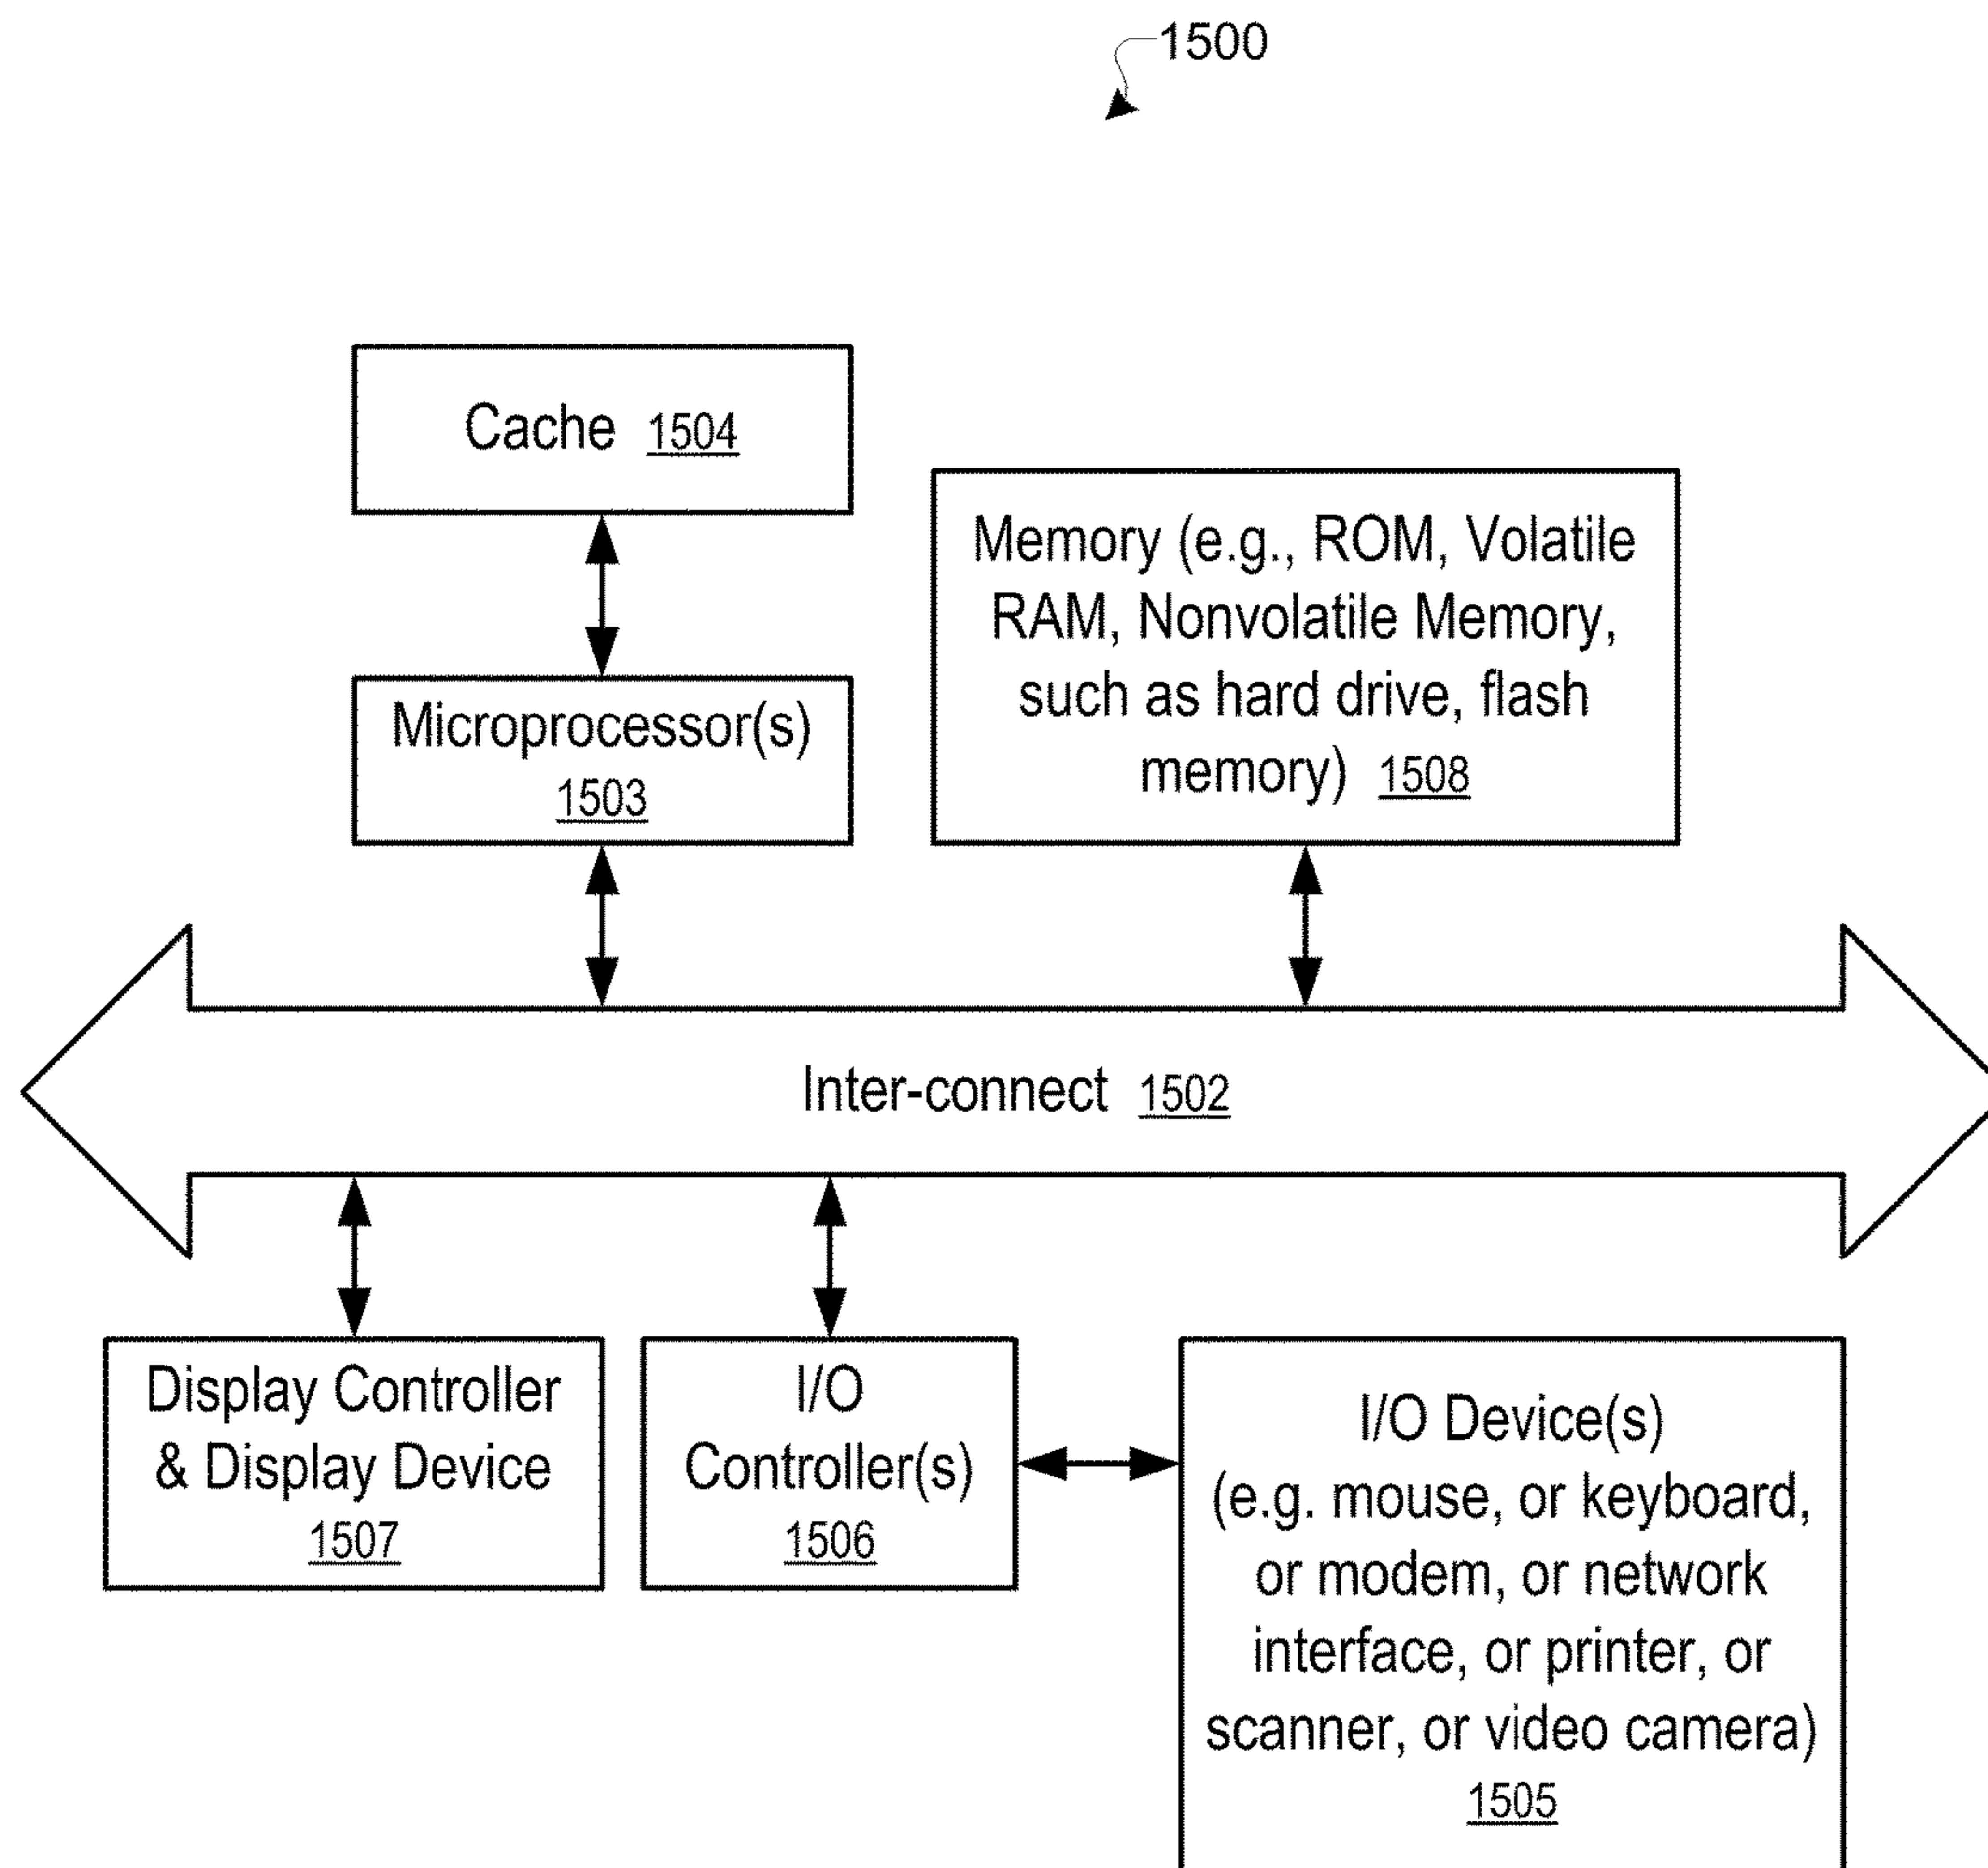 1500
Cache 1504
Memory (e.g., ROM, Volatile
RAM, Nonvolatile Memory,
such as hard drive, flash
memory) 1508
Microprocessor(s)
1503
Inter-connect 1502
Display Controller
& Display Device
1507
I/O
Controller(s)
1506
I/O Device(s)
(e.g. mouse, or keyboard,
or modem, or network
interface, or printer, or
scanner, or video camera)
1505